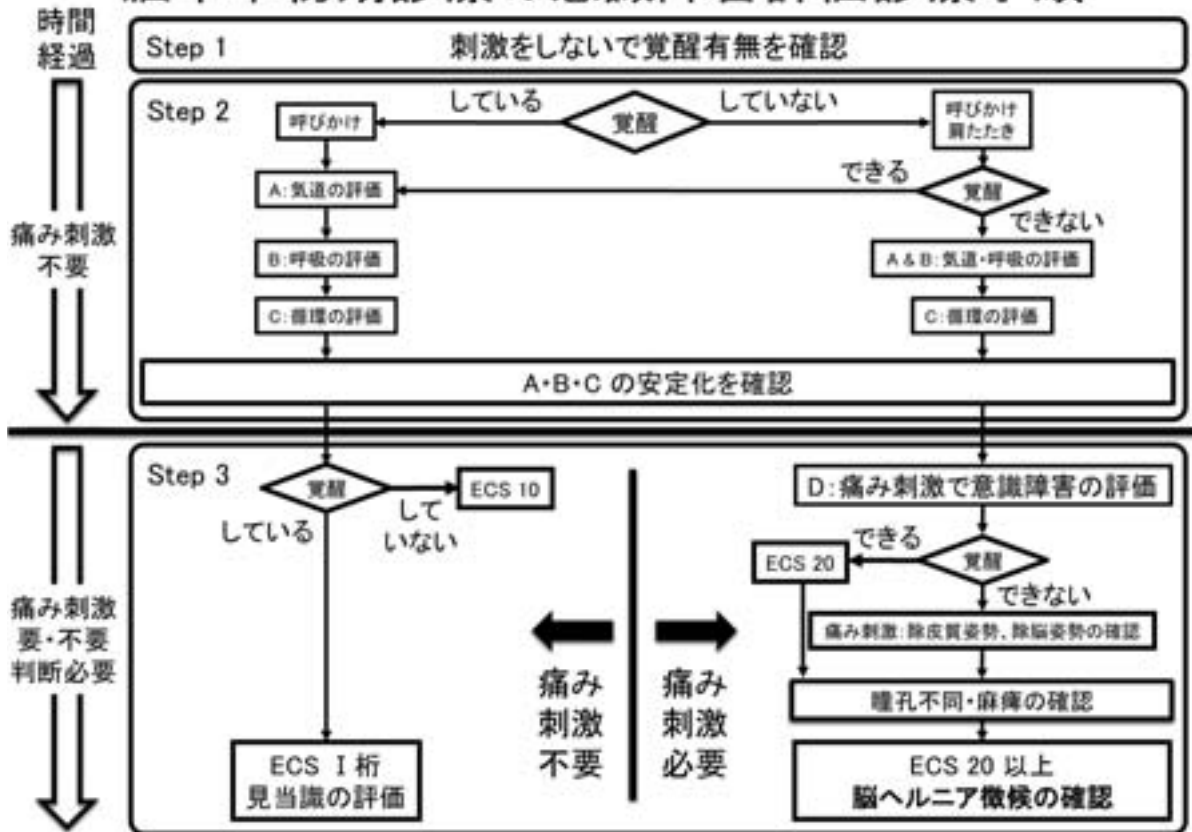 時間
経過
Step 1
刺激をしないで覚醒有無を確認
Step 2
呼びかけ
している
覚醒
していない
呼びかけ
肩たたき
A:気道の評価
できる
覚醒
できない
痛み刺激
不要
B:呼吸の評価
A & B:気道・呼吸の評価
C:循環の評価
C:循環の評価
A・B・C の安定化を確認
Step 3
覚醒
ECS 10
している
して
いない
D:痛み刺激で意識障害の評価
ECS 20
できる
覚醒
できない
痛み刺激
要・不要
判断必要
痛み刺激:除皮質姿勢、除脳姿勢の確認
痛み
刺激
不要
痛み
刺激
必要
瞳孔不同・麻痺の確認
ECS Ⅰ桁
見当識の評価
ECS 20 以上
脳ヘルニア徴候の確認